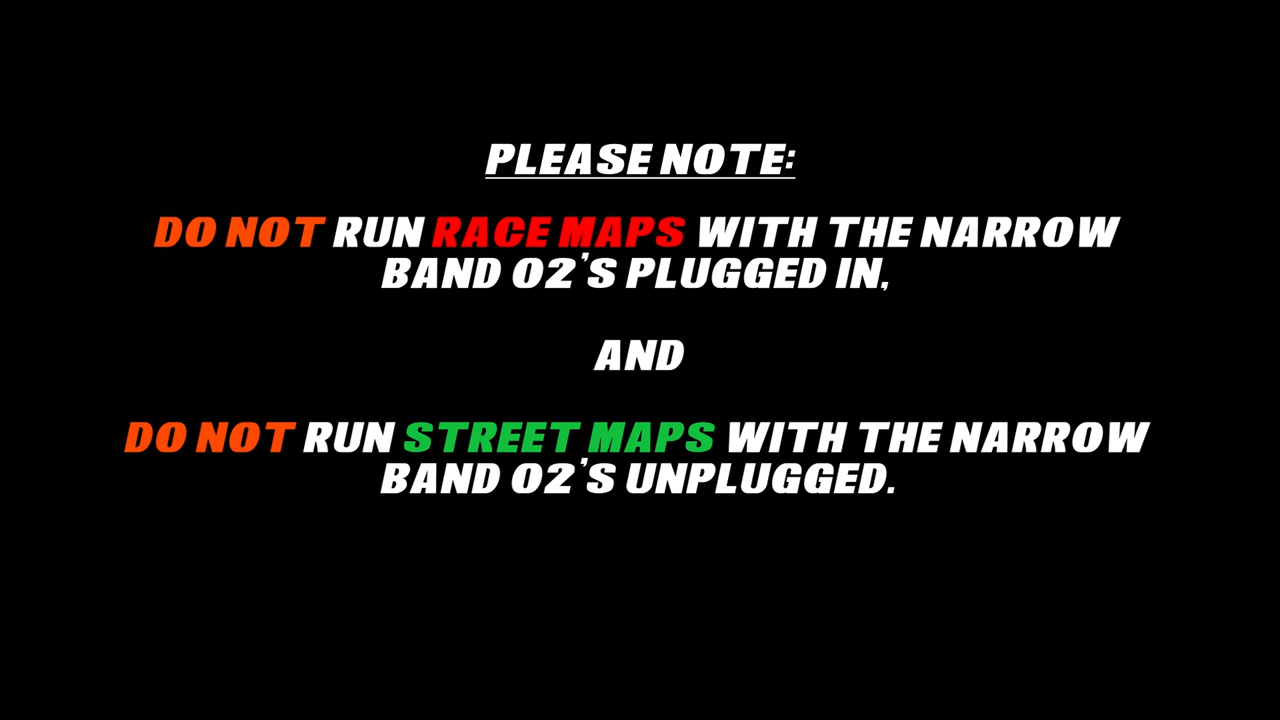 PLEASE NOTE:
DO NOT RUN RACE MAPS WITH THE NARROW
BAND O2'S PLUGGED IN,
AND
DO NOT RUN STREET MAPS WITH THE NARROW
BAND O2'S UNPLUGGED.